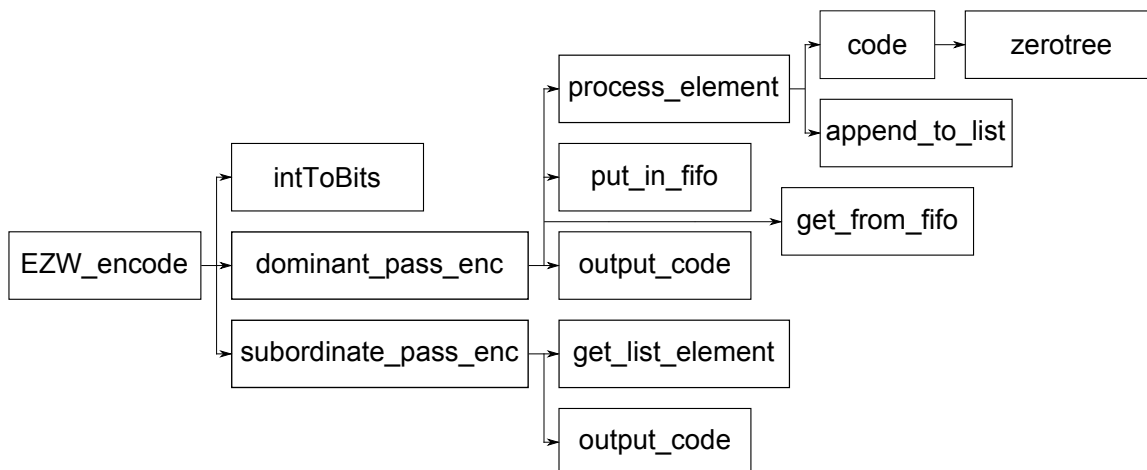 code
zerotree
process_element
append_to_list
intToBits
put_in_fifo
get_from_fifo
EZW_encode
dominant_pass_enc
output_code
subordinate_pass_enc
get_list_element
output_code